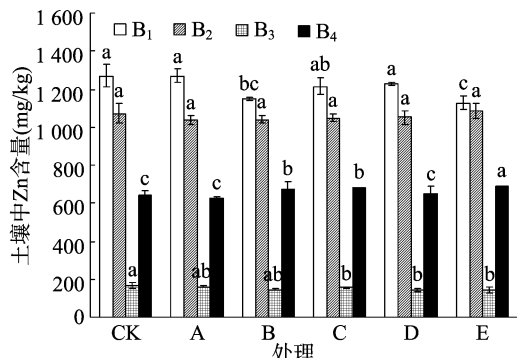 B₁ B₂ B₃ B₄
土壤中Zn含量(mg/kg)
1 600
1 400
1 200
1 000
800
600
400
200
0
a a a c
a a ab c
bc a ab b
ab a b b
a a b c
c a b a
CK A B C D E
处理